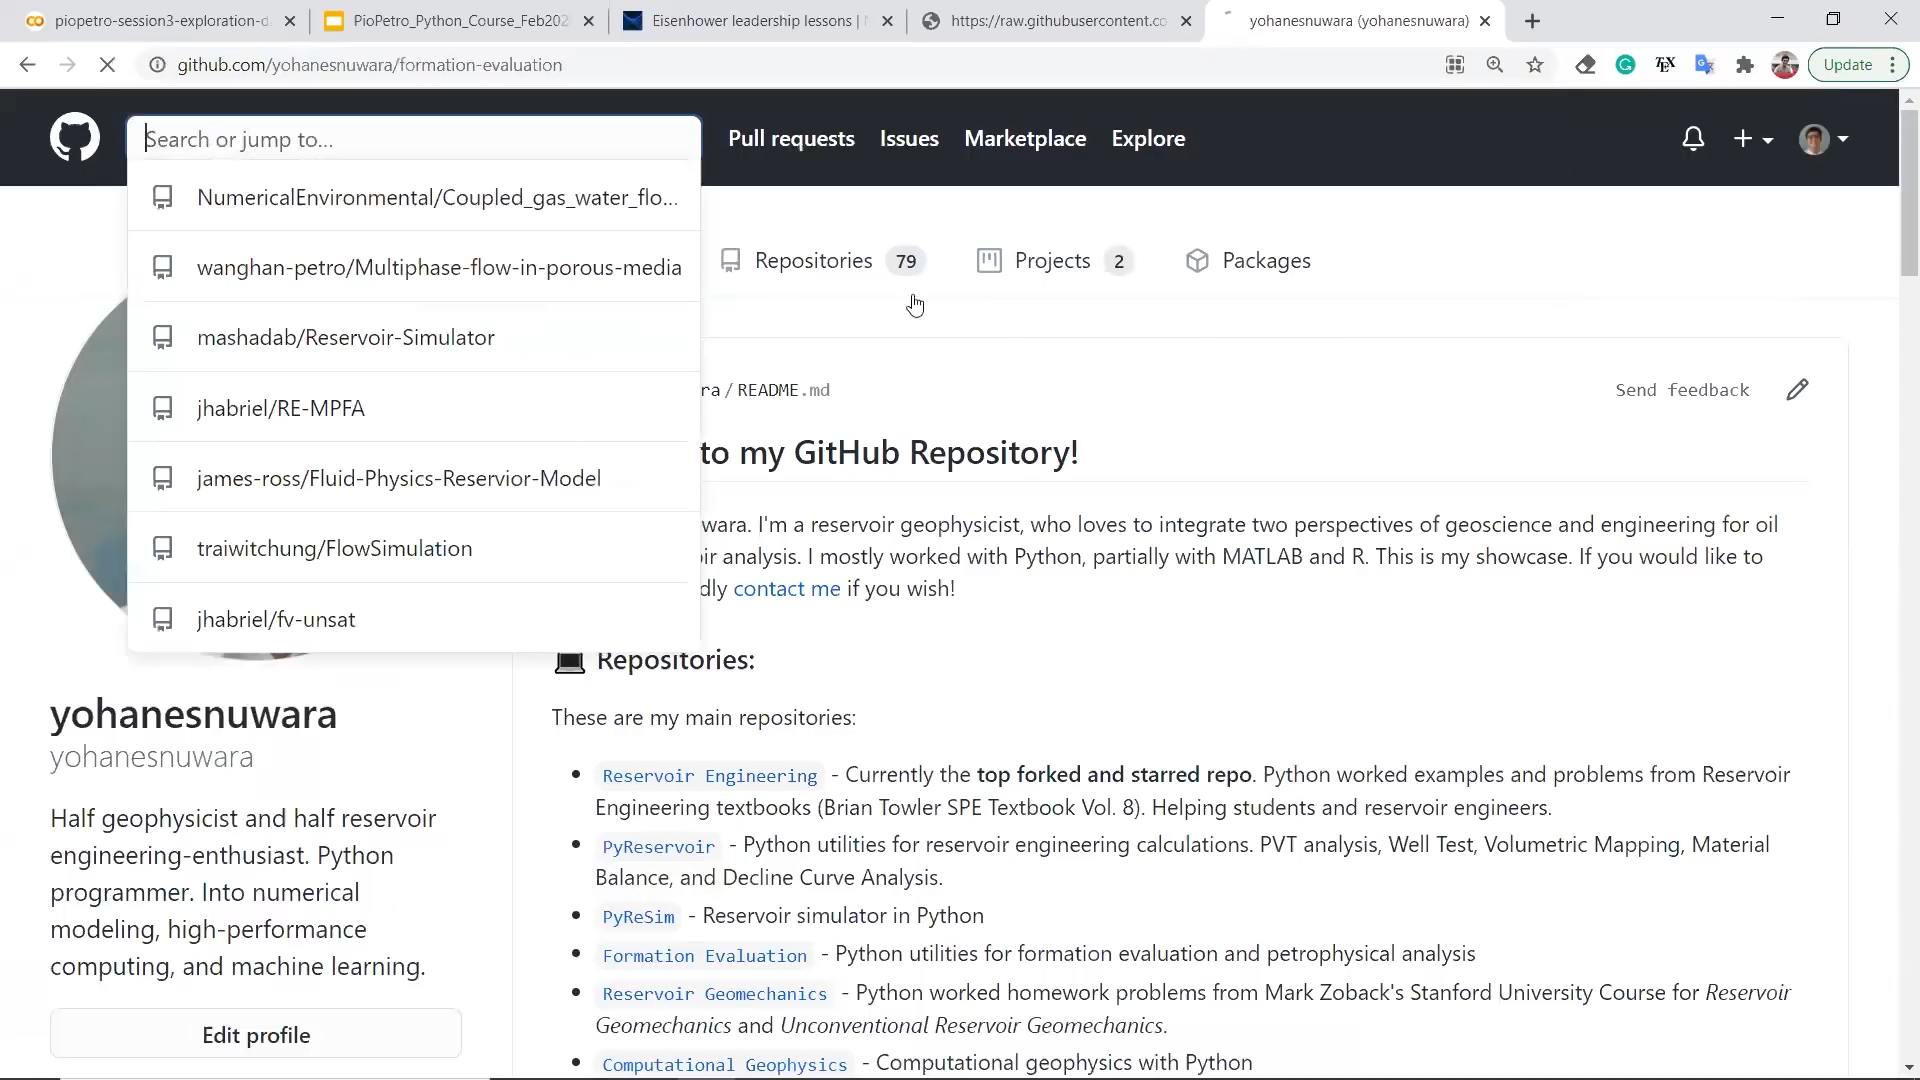 piopetro-session3-exploration-d
PioPetro_Python_Course_Feb202
Eisenhower leadership lessons |
https://raw.githubusercontent.co
yohanesnuwara (yohanesnuwara)
github.com/yohanesnuwara/formation-evaluation
Update
Search or jump to...
Pull requests
Issues
Marketplace
Explore
NumericalEnvironmental/Coupled_gas_water_flo...
wanghan-petro/Multiphase-flow-in-porous-media
mashadab/Reservoir-Simulator
jhabriel/RE-MPFA
james-ross/Fluid-Physics-Reservior-Model
traiwitchung/FlowSimulation
jhabriel/fv-unsat
Repositories 79
Projects 2
Packages
ra / README.md
Send feedback
to my GitHub Repository!
wara. I'm a reservoir geophysicist, who loves to integrate two perspectives of geoscience and engineering for oil
ir analysis. I mostly worked with Python, partially with MATLAB and R. This is my showcase. If you would like to
dly contact me if you wish!
Repositories:
These are my main repositories:
Reservoir Engineering - Currently the top forked and starred repo. Python worked examples and problems from Reservoir
Engineering textbooks (Brian Towler SPE Textbook Vol. 8). Helping students and reservoir engineers.
PyReservoir - Python utilities for reservoir engineering calculations. PVT analysis, Well Test, Volumetric Mapping, Material
Balance, and Decline Curve Analysis.
PyReSim - Reservoir simulator in Python
Formation Evaluation - Python utilities for formation evaluation and petrophysical analysis
Reservoir Geomechanics - Python worked homework problems from Mark Zoback's Stanford University Course for Reservoir
Geomechanics and Unconventional Reservoir Geomechanics.
Computational Geophysics - Computational geophysics with Python
yohanesnuwara
yohanesnuwara
Half geophysicist and half reservoir
engineering-enthusiast. Python
programmer. Into numerical
modeling, high-performance
computing, and machine learning.
Edit profile